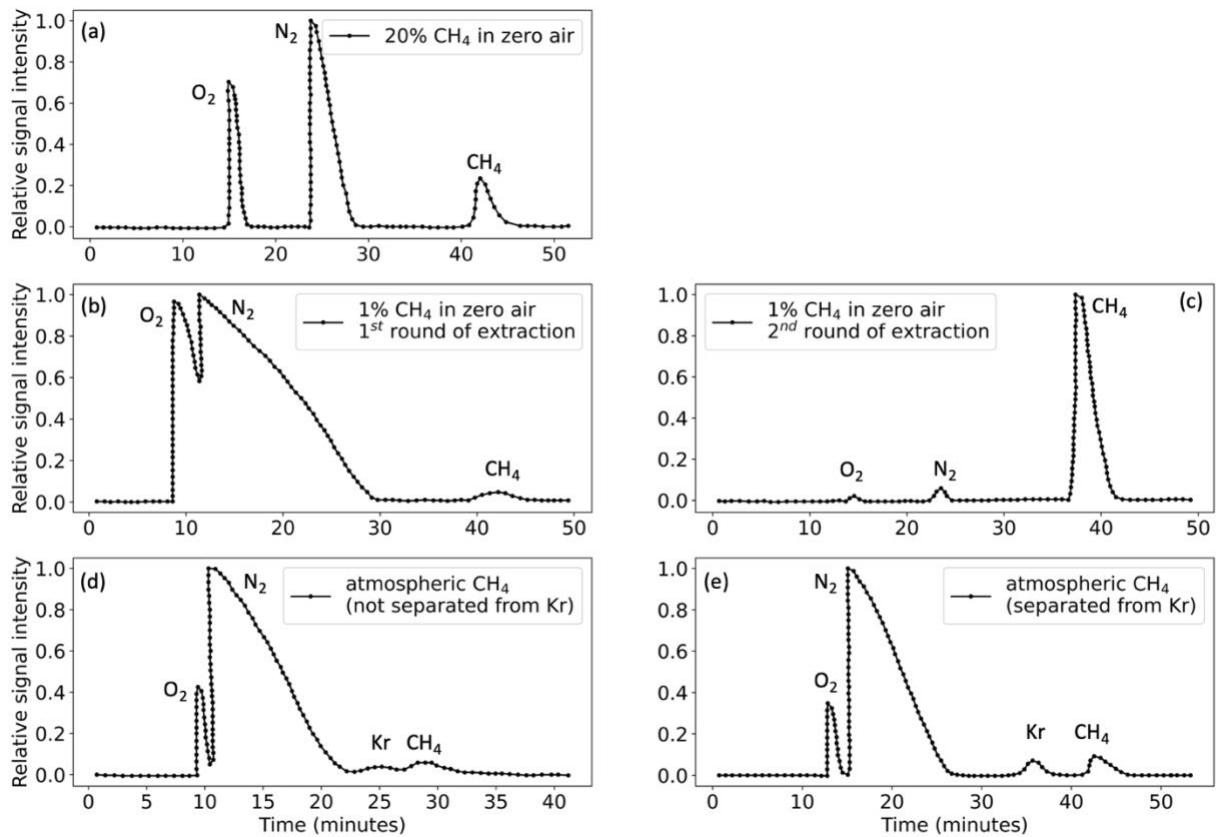 (a)
20% CH₄ in zero air
O₂
N₂
CH₄
Relative signal intensity
0.0
0.2
0.4
0.6
0.8
1.0
0 10 20 30 40 50
(b)
1% CH₄ in zero air
1ˢᵗ round of extraction
O₂
N₂
CH₄
Relative signal intensity
0.0
0.2
0.4
0.6
0.8
1.0
0 10 20 30 40 50
(c)
1% CH₄ in zero air
2ⁿᵈ round of extraction
O₂
N₂
CH₄
0.0
0.2
0.4
0.6
0.8
1.0
0 10 20 30 40 50
(d)
atmospheric CH₄
(not separated from Kr)
O₂
N₂
Kr
CH₄
Relative signal intensity
0.0
0.2
0.4
0.6
0.8
1.0
0 5 10 15 20 25 30 35 40
Time (minutes)
(e)
atmospheric CH₄
(separated from Kr)
O₂
N₂
Kr
CH₄
0.0
0.2
0.4
0.6
0.8
1.0
0 10 20 30 40 50
Time (minutes)